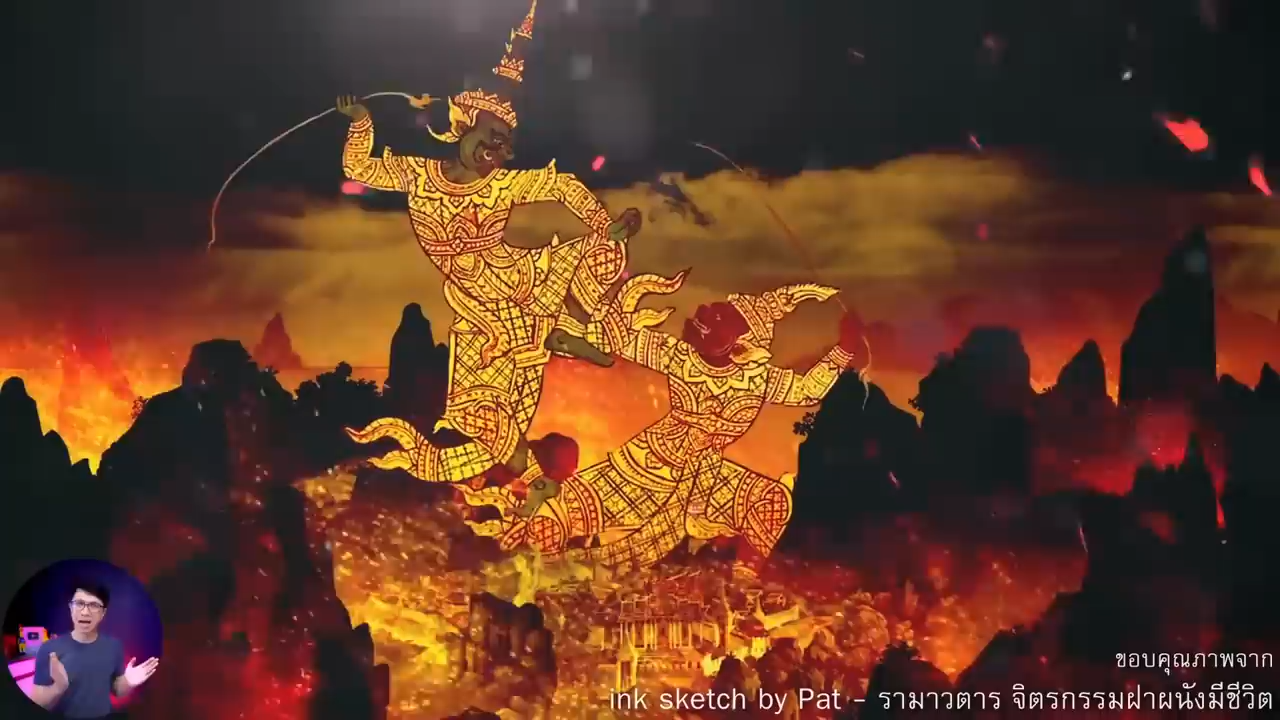 ขอบคุณภาพจาก
ink sketch by Pat – รามาวตาร จิตรกรรมฝาผนังมีชีวิต